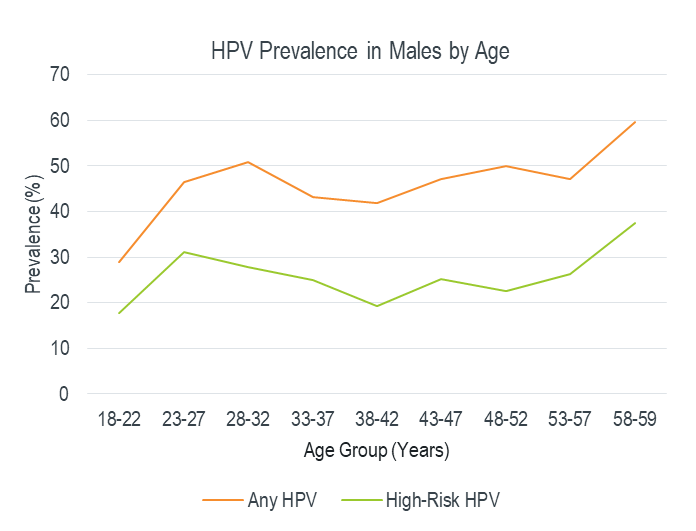 HPV Prevalence in Males by Age
70
60
50
40
30
20
10
0
Prevalence (%)
18-22 23-27 28-32 33-37 38-42 43-47 48-52 53-57 58-59
Age Group (Years)
Any HPV High-Risk HPV